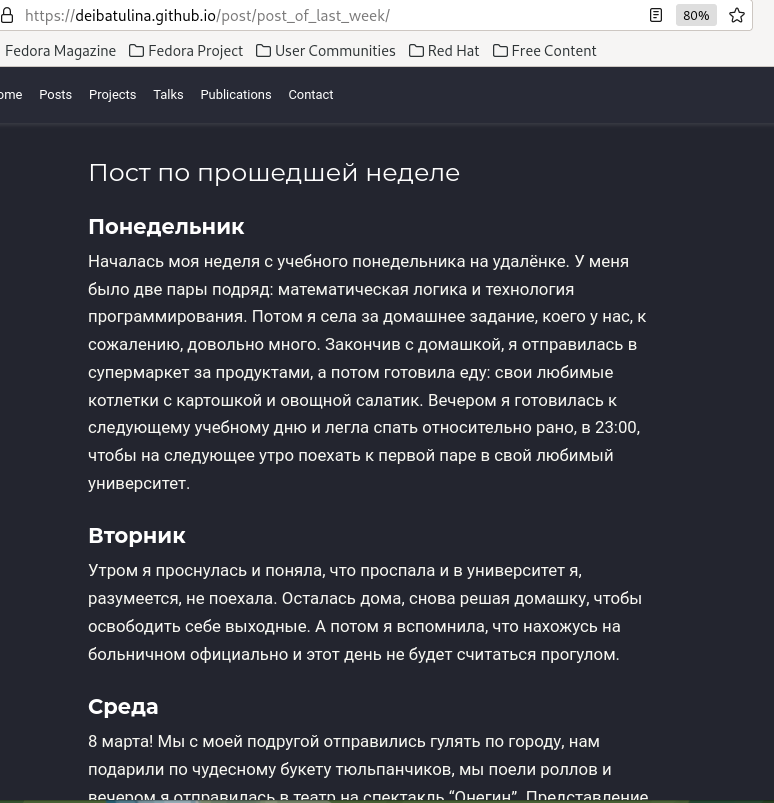 https://deibatulina.github.io/post/post_of_last_week/
80%
Fedora Magazine Fedora Project User Communities Red Hat Free Content
ome Posts Projects Talks Publications Contact
Пост по прошедшей неделе
Понедельник
Началась моя неделя с учебного понедельника на удалёнке. У меня
было две пары подряд: математическая логика и технология
программирования. Потом я села за домашнее задание, коего у нас, к
сожалению, довольно много. Закончив с домашкой, я отправилась в
супермаркет за продуктами, а потом готовила еду: свои любимые
котлетки с картошкой и овощной салатик. Вечером я готовилась к
следующему учебному дню и легла спать относительно рано, в 23:00,
чтобы на следующее утро поехать к первой паре в свой любимый
университет.
Вторник
Утром я проснулась и поняла, что проспала и в университет я,
разумеется, не поехала. Осталась дома, снова решая домашку, чтобы
освободить себе выходные. А потом я вспомнила, что нахожусь на
больничном официально и этот день не будет считаться прогулом.
Среда
8 марта! Мы с моей подругой отправились гулять по городу, нам
подарили по чудесному букету тюльпанчиков, мы поели роллов и
вечером я отправилась в театр на спектакль “Онегин”. Представление